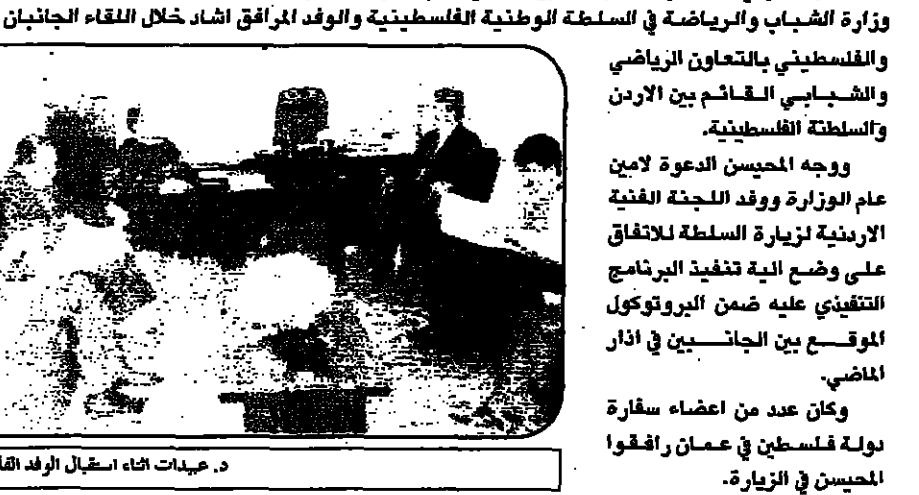 وزارة الشباب والرياضة في السلطة الوطنية الفلسطينية والوفد المرافق اشاد خلال اللقاء الجانبان
والفلسطيني بالتعاون الرياضي
والشبابي القائم بين الاردن
والسلطنة الفلسطينية.
ووجه المحيسن الدعوة لامين
عام الوزارة ووفد اللجنة الفنية
الاردنية لزيارة السلطة للاتفاق
على وضع الية تنفيذ البرنامج
التنفيذي عليه ضمن البروتوكول
الموقع بين الجانبين في اذار
الماضي.
وكان عدد من اعضاء سفارة
دولة فلسطين في عمان رافقوا
المحيسن في الزيارة.
د. عبيدات اثناء استقبال الوفد